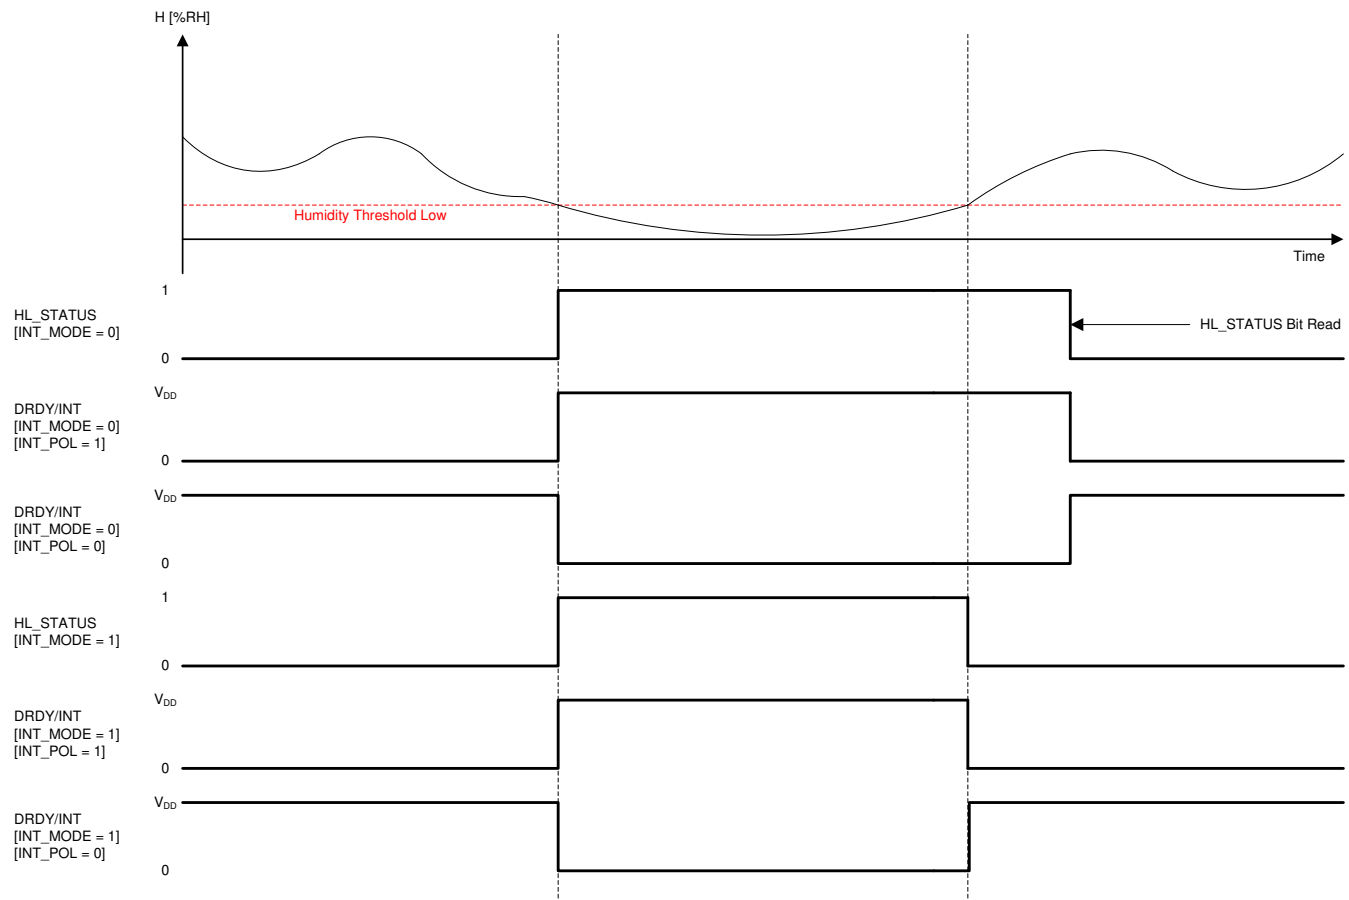 H [%RH]
Humidity Threshold Low
Time
1
HL_STATUS
[INT_MODE = 0]
HL_STATUS Bit Read
0
VDD
DRDY/INT
[INT_MODE = 0]
[INT_POL = 1]
0
VDD
DRDY/INT
[INT_MODE = 0]
[INT_POL = 0]
0
1
HL_STATUS
[INT_MODE = 1]
0
VDD
DRDY/INT
[INT_MODE = 1]
[INT_POL = 1]
0
VDD
DRDY/INT
[INT_MODE = 1]
[INT_POL = 0]
0